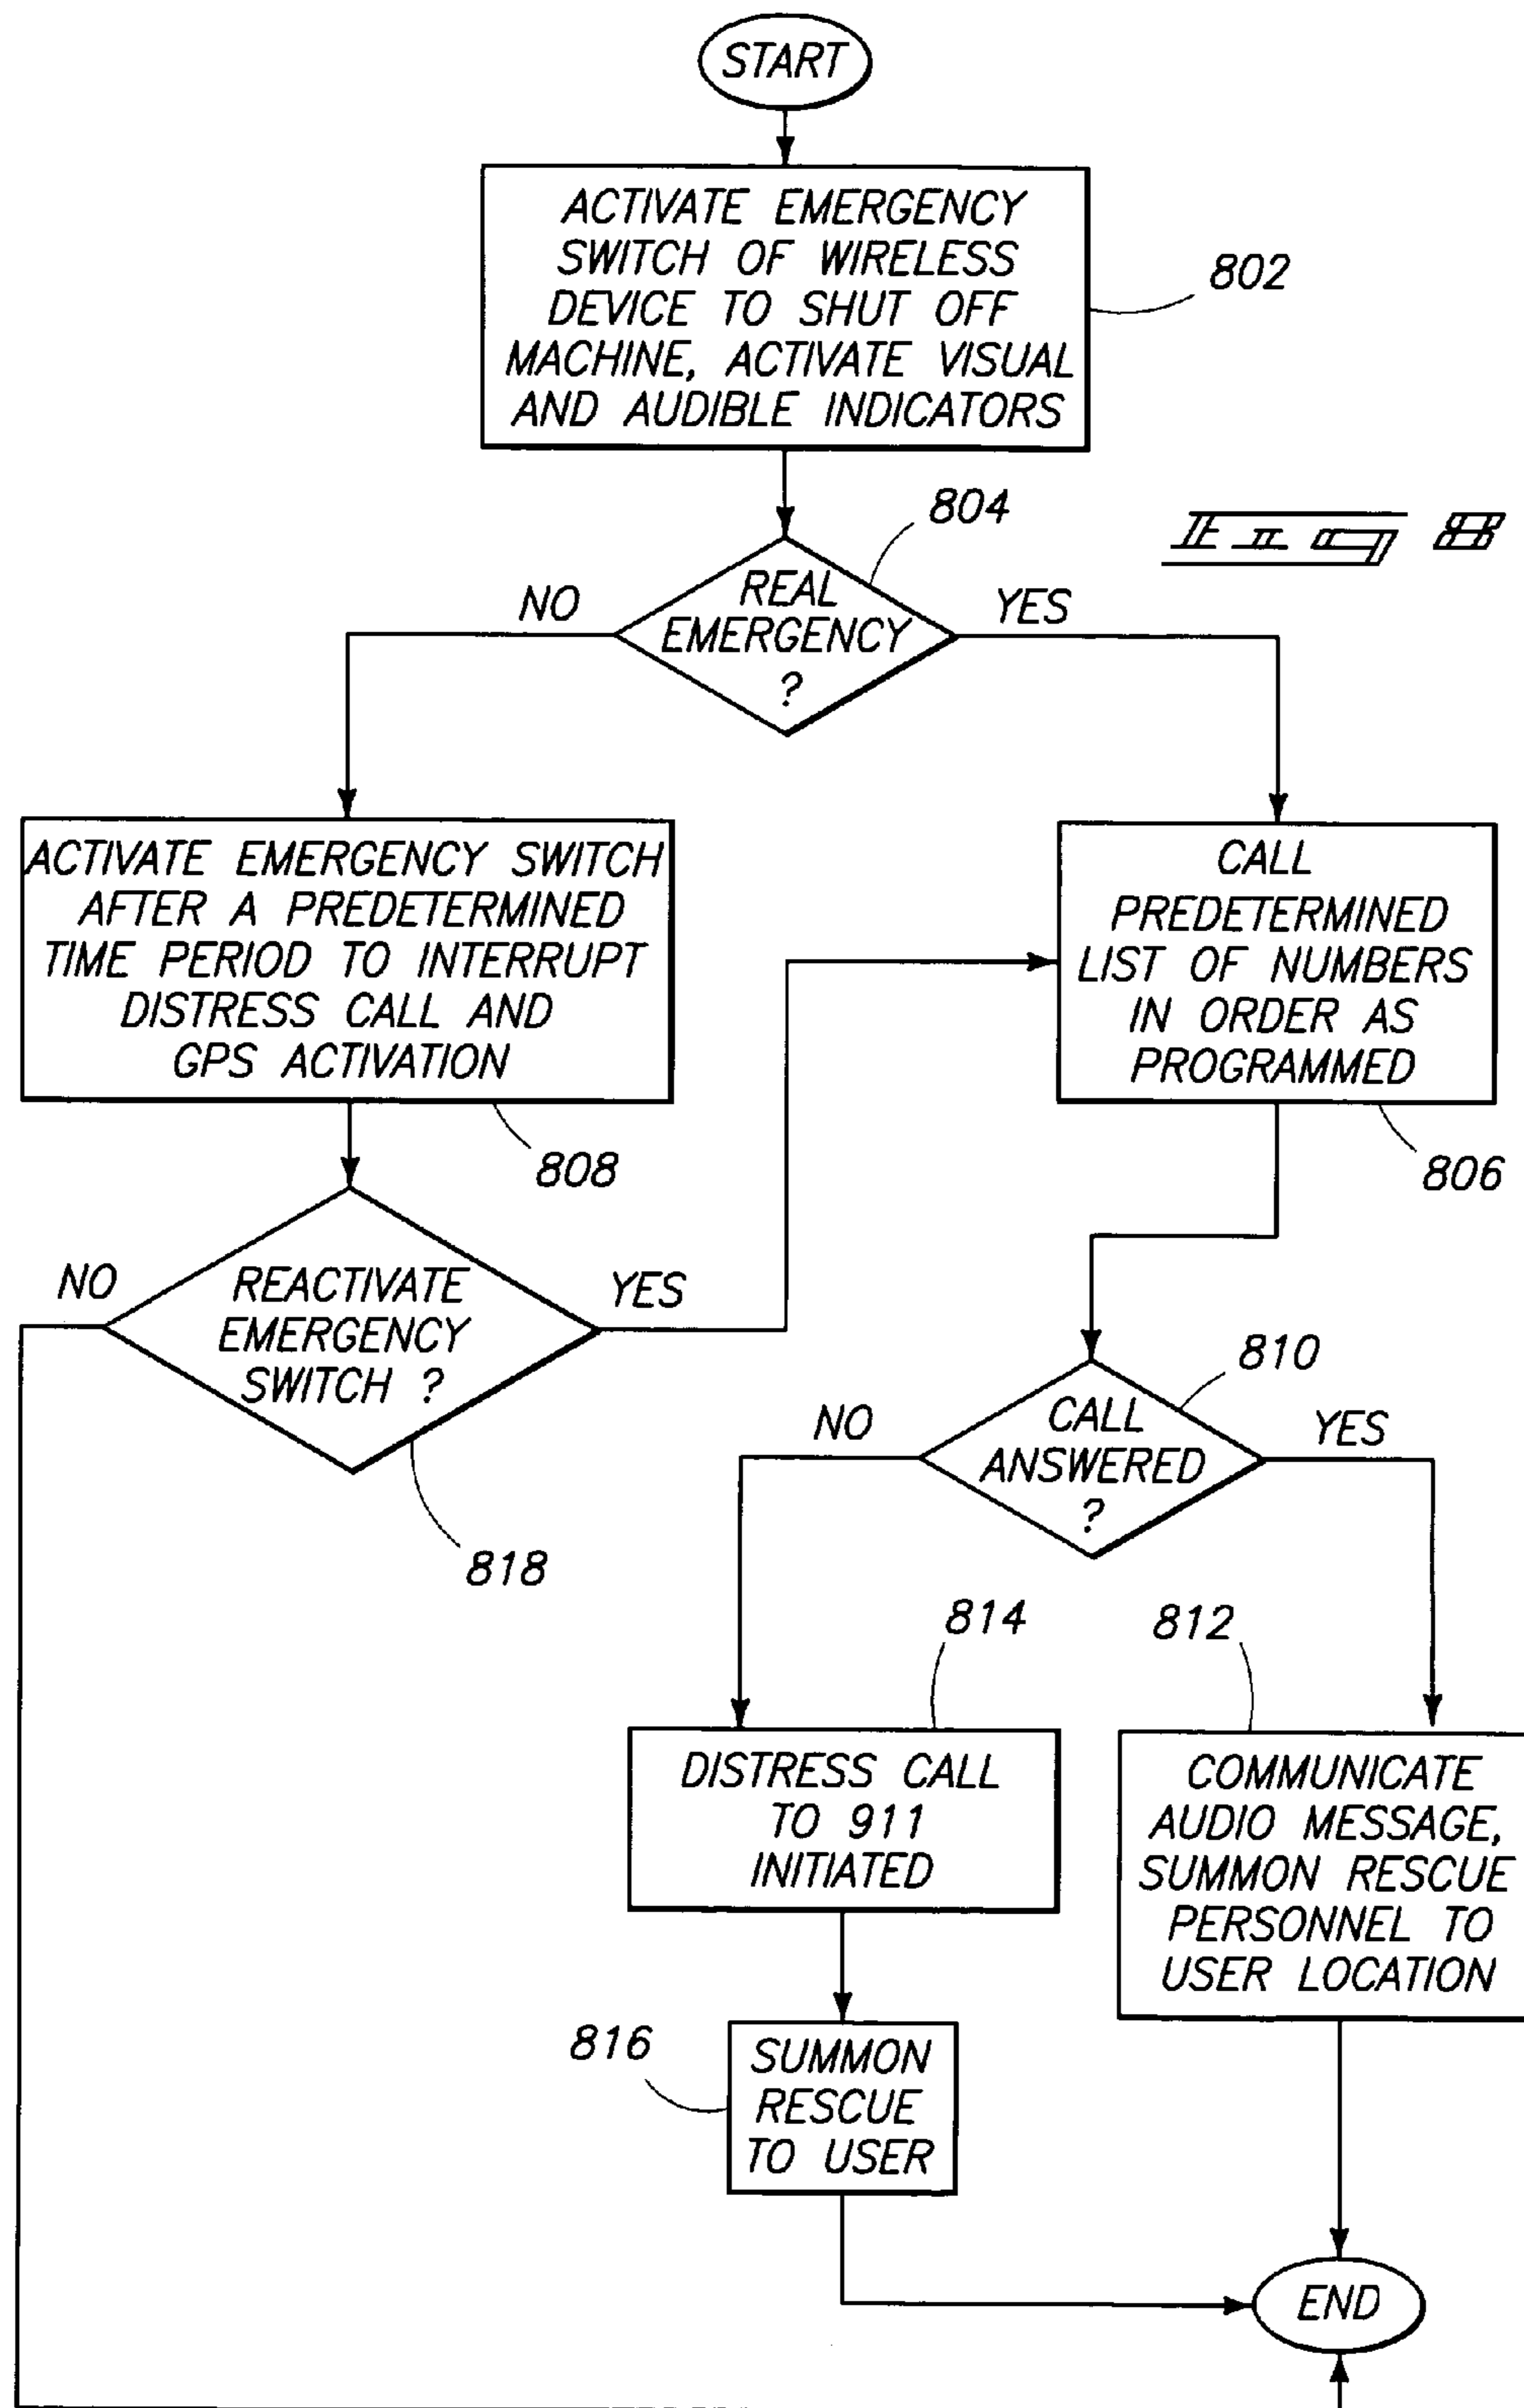 START
ACTIVATE EMERGENCY
SWITCH OF WIRELESS
DEVICE TO SHUT OFF
MACHINE, ACTIVATE VISUAL
AND AUDIBLE INDICATORS
802
804
Fig 8
REAL
EMERGENCY
?
NO
YES
ACTIVATE EMERGENCY SWITCH
AFTER A PREDETERMINED
TIME PERIOD TO INTERRUPT
DISTRESS CALL AND
GPS ACTIVATION
808
CALL
PREDETERMINED
LIST OF NUMBERS
IN ORDER AS
PROGRAMMED
806
NO
REACTIVATE
EMERGENCY
SWITCH ?
YES
818
810
NO
CALL
ANSWERED
?
YES
814
812
DISTRESS CALL
TO 911
INITIATED
COMMUNICATE
AUDIO MESSAGE,
SUMMON RESCUE
PERSONNEL TO
USER LOCATION
816
SUMMON
RESCUE
TO USER
END